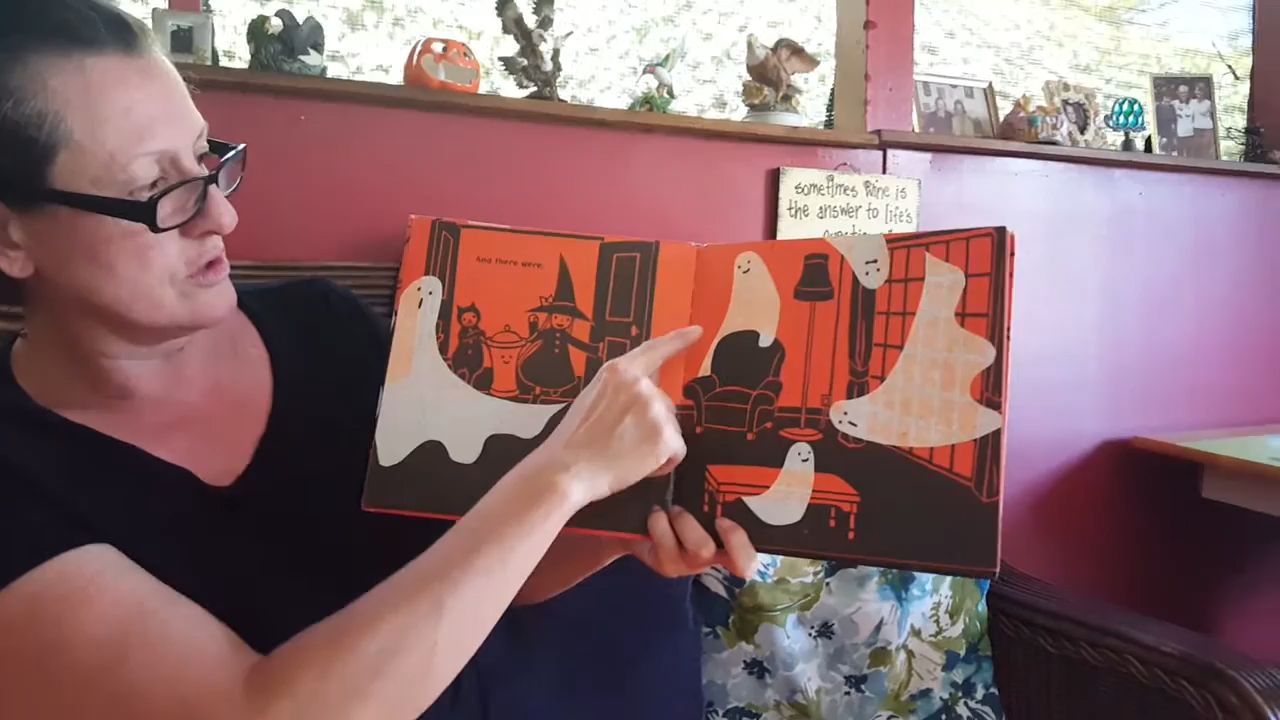 sometimes wine is
the answer to life's
And there were.